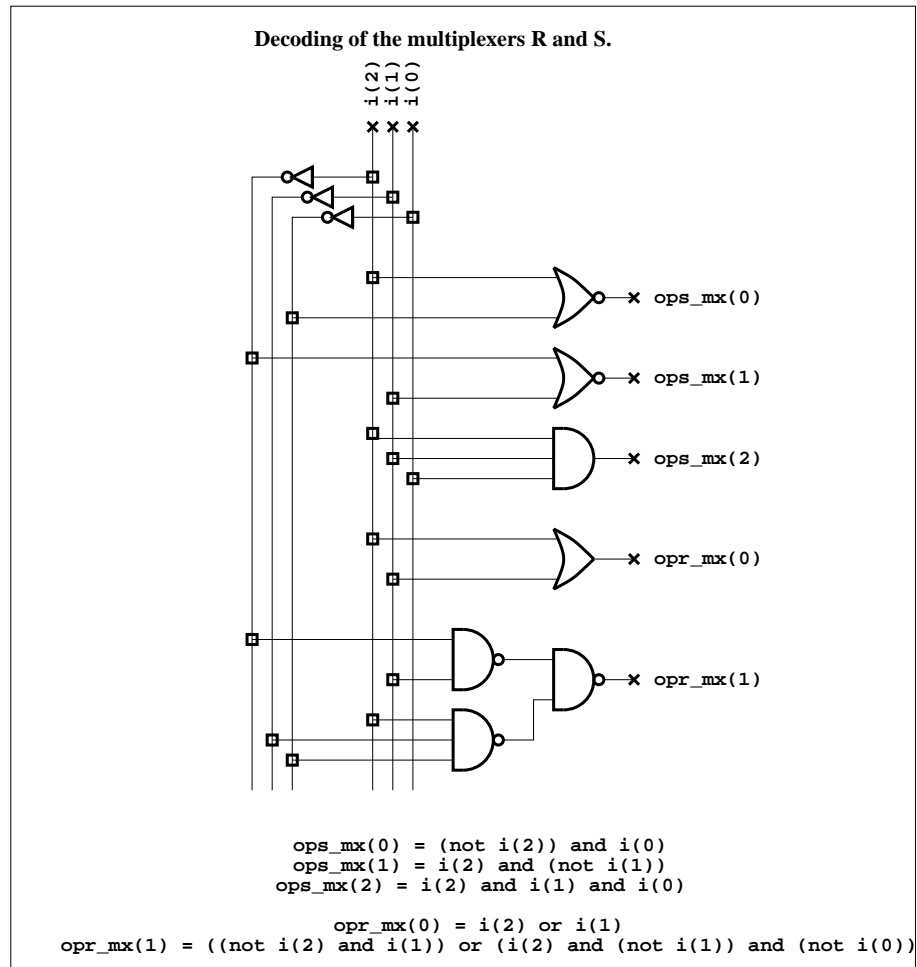 Decoding of the multiplexers R and S.
i(2)
i(1)
i(0)
ops_mx(0)
ops_mx(1)
ops_mx(2)
opr_mx(0)
opr_mx(1)
ops_mx(0) = (not i(2)) and i(0)
ops_mx(1) = i(2) and (not i(1))
ops_mx(2) = i(2) and i(1) and i(0)
opr_mx(0) = i(2) or i(1)
opr_mx(1) = ((not i(2) and i(1)) or (i(2) and (not i(1)) and (not i(0))